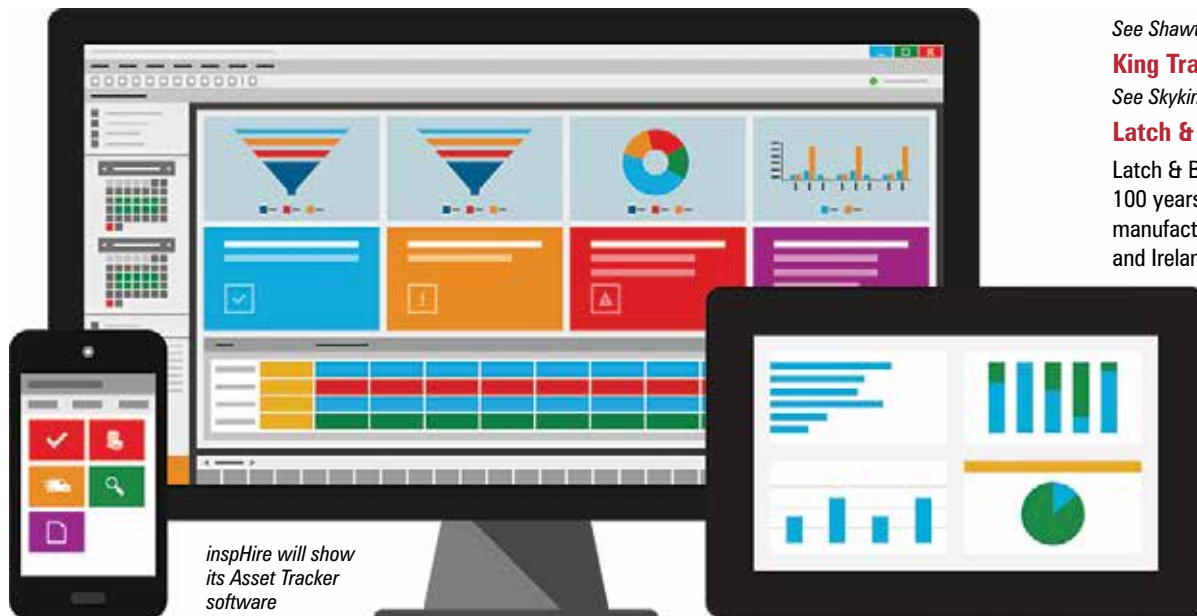 inspHire will show
its Asset Tracker
software
See Shawt
King Tra
See Skykin
Latch &
Latch & B
100 years
manufact
and Irelan